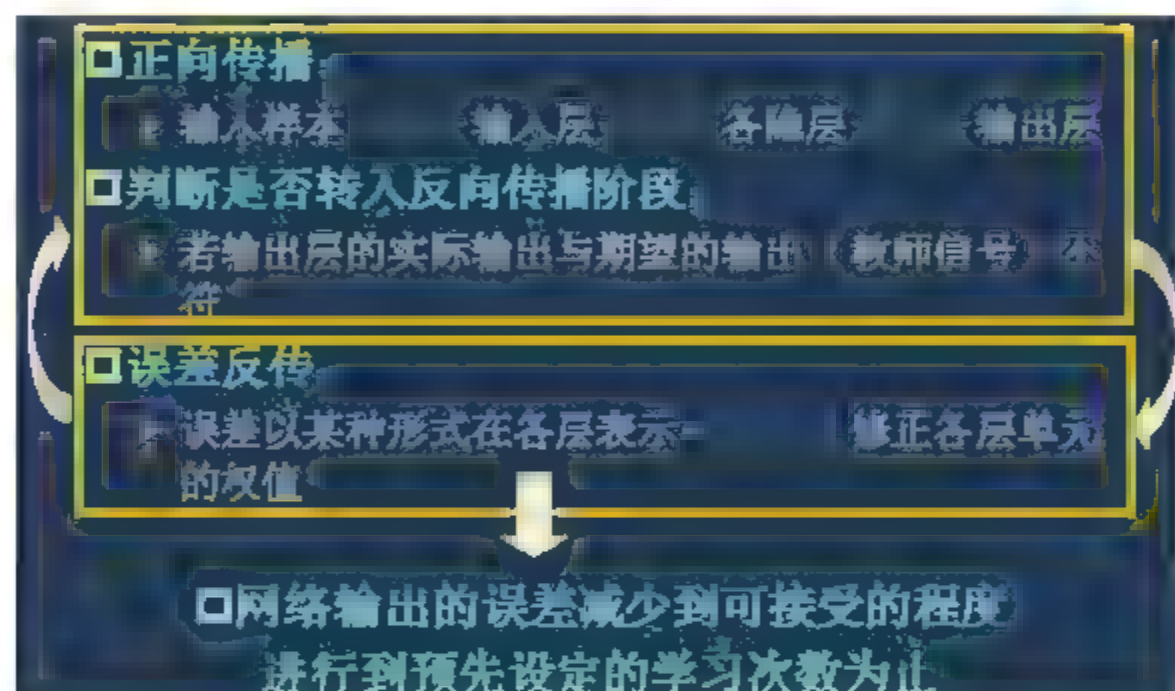 正向传播
输入样本 输入层 各隐层 输出层
判断是否转入反向传播阶段
若输出层的实际输出与期望的输出 教师信号 不
符
误差反传
误差以某种形式在各层表示 修正各层单元
的权值
网络输出的误差减少到可接受的程度
进行到预先设定的学习次数为止